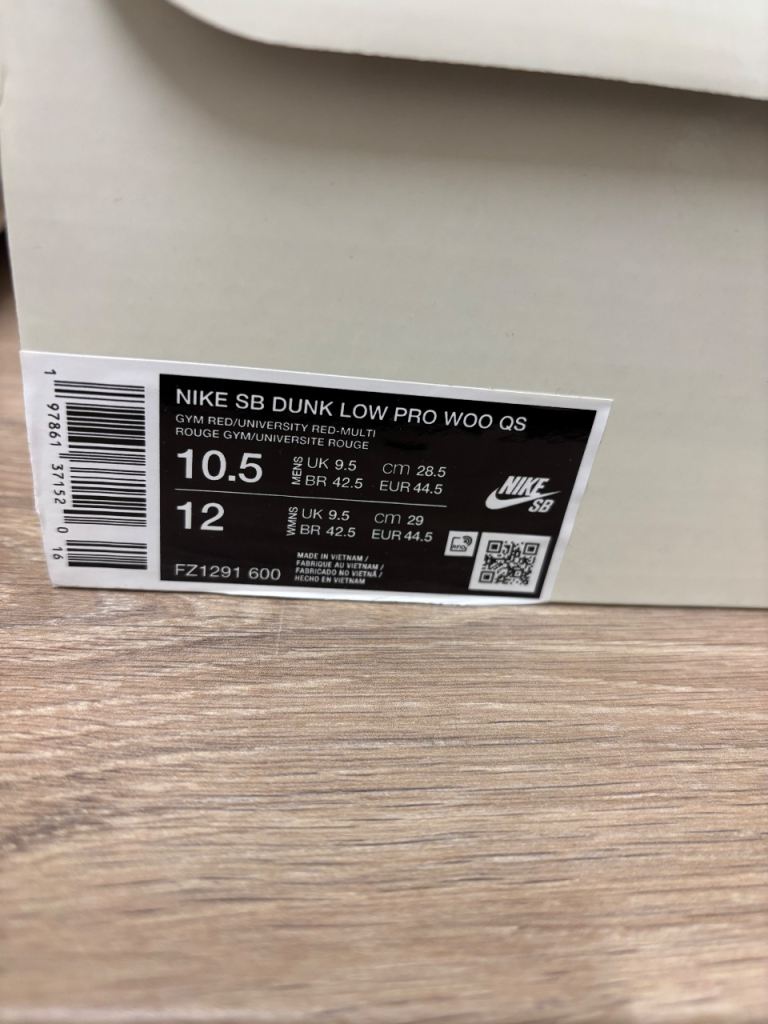 1 97861 37152 0 16
NIKE SB DUNK LOW PRO WOO QS
GYM RED/UNIVERSITY RED-MULTI
ROUGE GYM/UNIVERSITE ROUGE
10.5 MENS UK 9.5 cm 28.5
BR 42.5 EUR 44.5
12 WMNS UK 9.5 cm 29
BR 42.5 EUR 44.5
NIKE
SB
FZ1291 600
MADE IN VIETNAM /
FABRIQUE AU VIETNAM /
FABRICADO NO VIETNÃ /
HECHO EN VIETNAM